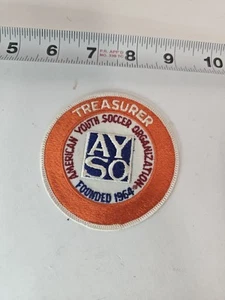 5 6 7 8 9 10
TREASURER
AMERICAN YOUTH SOCCER ORGANIZATION
AY
SO
FOUNDED 1964